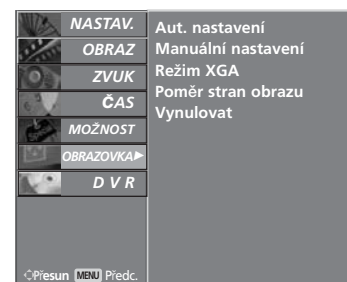 NASTAV.
OBRAZ
ZVUK
ČAS
MOŽNOST
OBRAZOVKA
D V R
Aut. nastavení
Manuální nastavení
Režim XGA
Poměr stran obrazu
Vynulovat
Přesun MENU Předc.